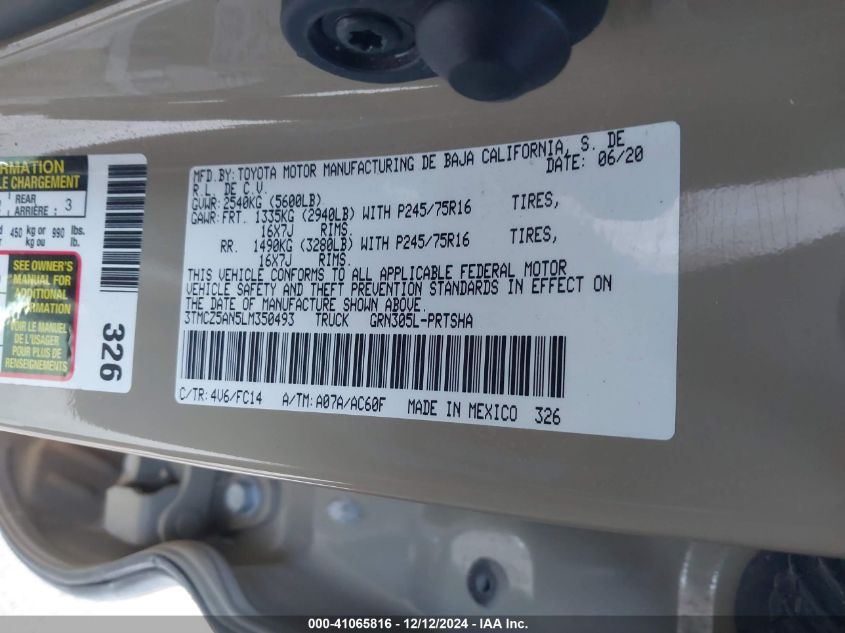 RMATION
LE CHARGEMENT
REAR
ARRIÈRE : 3
450 kg or 990 lbs.
kg ou lb.
SEE OWNER'S
MANUAL FOR
ADDITIONAL
INFORMATION
VOIR LE MANUEL
DE L'USAGER
POUR PLUS DE
RENSEIGNEMENTS
326
MFD.BY:TOYOTA MOTOR MANUFACTURING DE BAJA CALIFORNIA, S. DE
R.L. DE C.V. DATE: 06/20
GVWR:2540KG (5600LB)
GAWR:FRT. 1335KG (2940LB) WITH P245/75R16 TIRES,
16X7J RIMS.
RR. 1490KG (3280LB) WITH P245/75R16 TIRES,
16X7J RIMS.
THIS VEHICLE CONFORMS TO ALL APPLICABLE FEDERAL MOTOR
VEHICLE SAFETY AND THEFT PREVENTION STANDARDS IN EFFECT ON
THE DATE OF MANUFACTURE SHOWN ABOVE.
3TMCZ5AN5LM350493 TRUCK GRN305L-PRTSHA
C/TR: 4V6/FC14 A/TM: A07A/AC60F MADE IN MEXICO 326
000-41065816 - 12/12/2024 - IAA Inc.